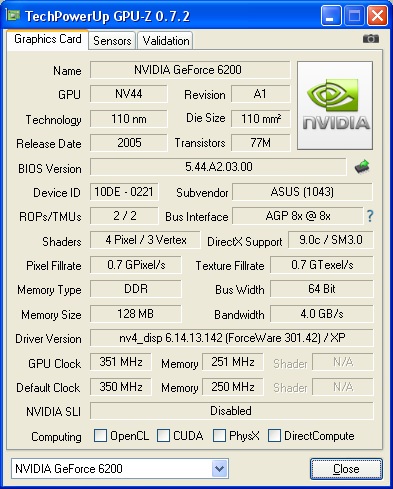 TechPowerUp GPU-Z 0.7.2
Graphics Card Sensors Validation
Name NVIDIA GeForce 6200
GPU NV44 Revision A1
Technology 110 nm Die Size 110 mm²
Release Date 2005 Transistors 77M
NVIDIA
BIOS Version 5.44.A2.03.00
Device ID 10DE - 0221 Subvendor ASUS (1043)
ROPs/TMUs 2 / 2 Bus Interface AGP 8x @ 8x ?
Shaders 4 Pixel / 3 Vertex DirectX Support 9.0c / SM3.0
Pixel Fillrate 0.7 GPixel/s Texture Fillrate 0.7 GTexel/s
Memory Type DDR Bus Width 64 Bit
Memory Size 128 MB Bandwidth 4.0 GB/s
Driver Version nv4_disp 6.14.13.142 (ForceWare 301.42) / XP
GPU Clock 351 MHz Memory 251 MHz Shader N/A
Default Clock 350 MHz Memory 250 MHz Shader N/A
NVIDIA SLI Disabled
Computing OpenCL CUDA PhysX DirectCompute
NVIDIA GeForce 6200 Close